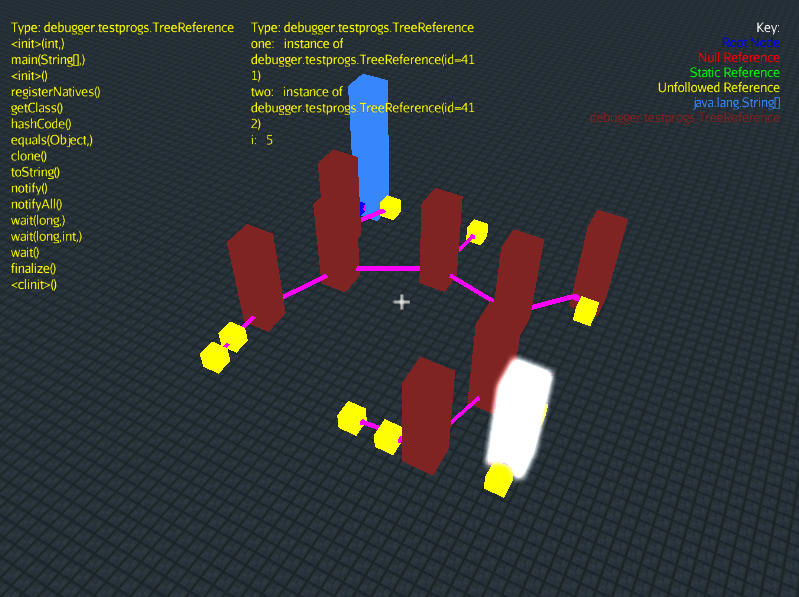 Type: debugger.testprogs.TreeReference
<init>(int,)
main(String[],)
<init>()
registerNatives()
getClass()
hashCode()
equals(Object,)
clone()
toString()
notify()
notifyAll()
wait(long,)
wait(long,int,)
wait()
finalize()
<clinit>()
Type: debugger.testprogs.TreeReference
one: instance of
debugger.testprogs.TreeReference(id=41
1)
two: instance of
debugger.testprogs.TreeReference(id=41
2)
i: 5
Key:
Root Node
Null Reference
Static Reference
Unfollowed Reference
java.lang.String[]
debugger.testprogs.TreeReference